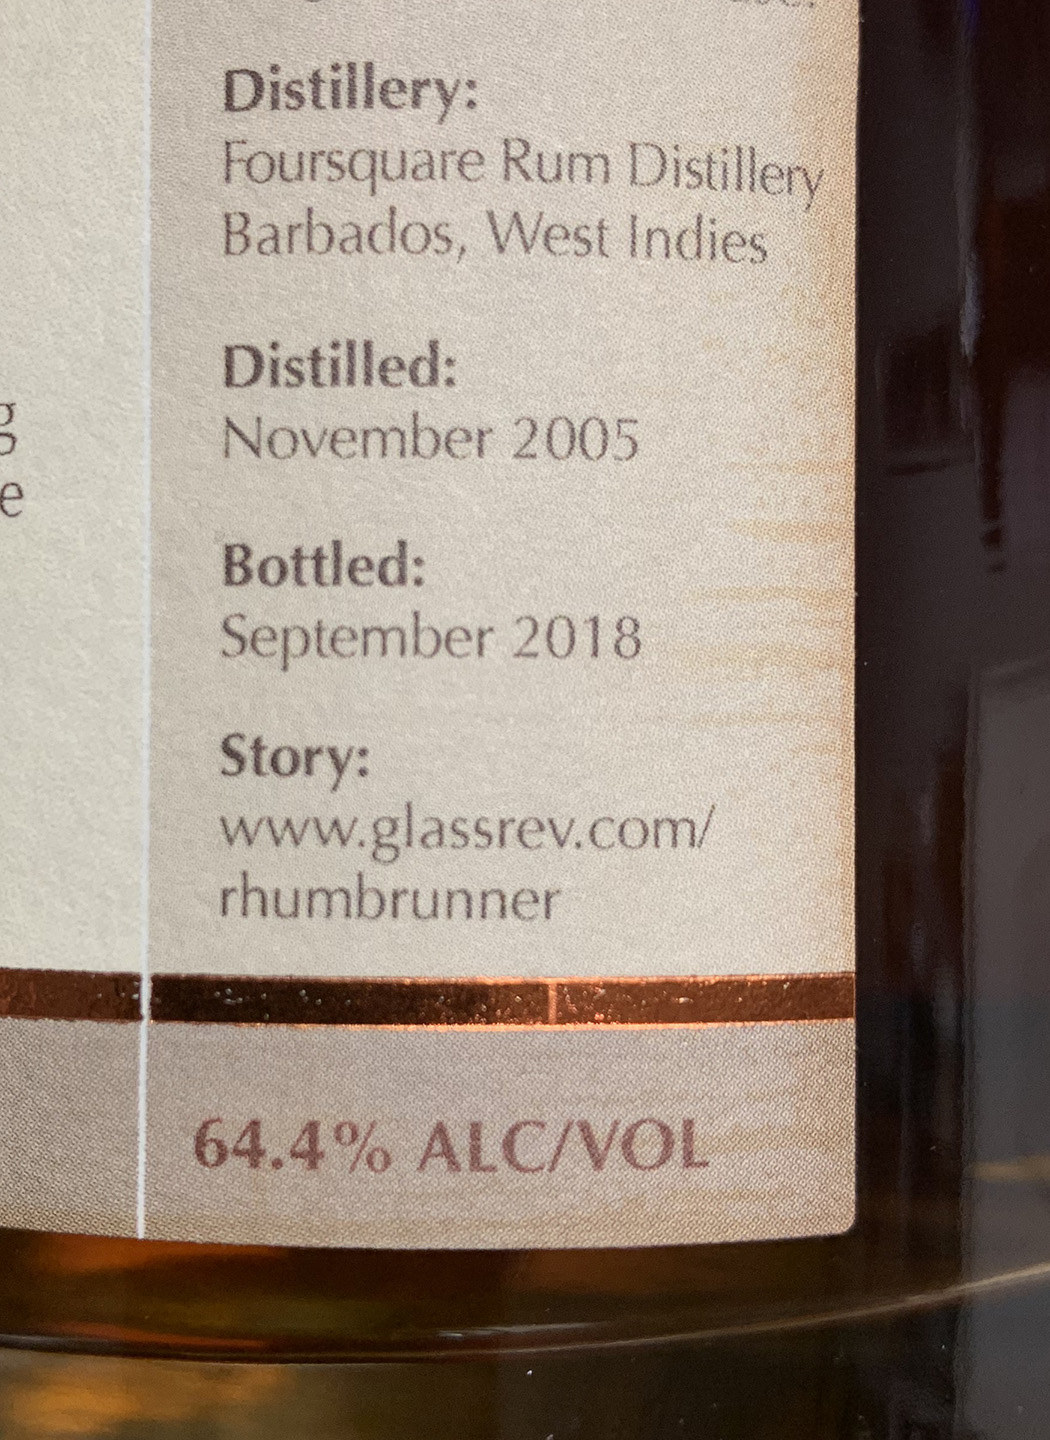 Distillery:
Foursquare Rum Distillery
Barbados, West Indies
Distilled:
November 2005
Bottled:
September 2018
Story:
www.glassrev.com/
rhumbrunner
64.4% ALC/VOL
g
e